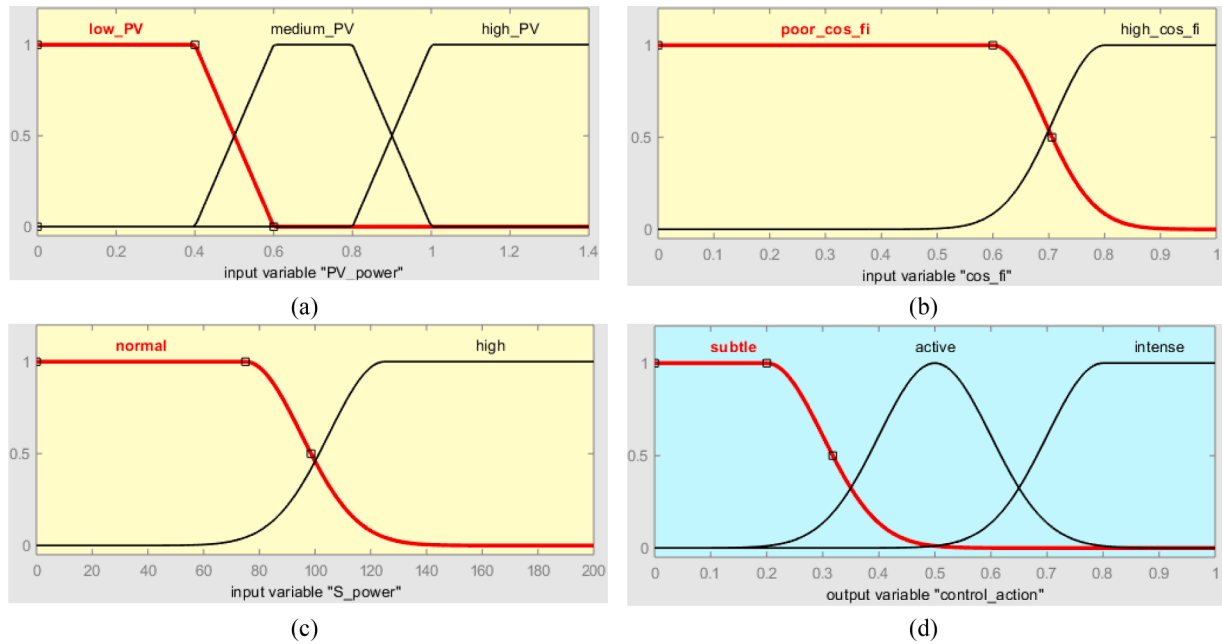 low_PV medium_PV high_PV
1
0.5
0
0 0.2 0.4 0.6 0.8 1 1.2 1.4
input variable "PV_power"
(a)
poor_cos_fi high_cos_fi
1
0.5
0
0 0.1 0.2 0.3 0.4 0.5 0.6 0.7 0.8 0.9 1
input variable "cos_fi"
(b)
normal high
1
0.5
0
0 20 40 60 80 100 120 140 160 180 200
input variable "S_power"
(c)
subtle active intense
1
0.5
0
0 0.1 0.2 0.3 0.4 0.5 0.6 0.7 0.8 0.9 1
output variable "control_action"
(d)